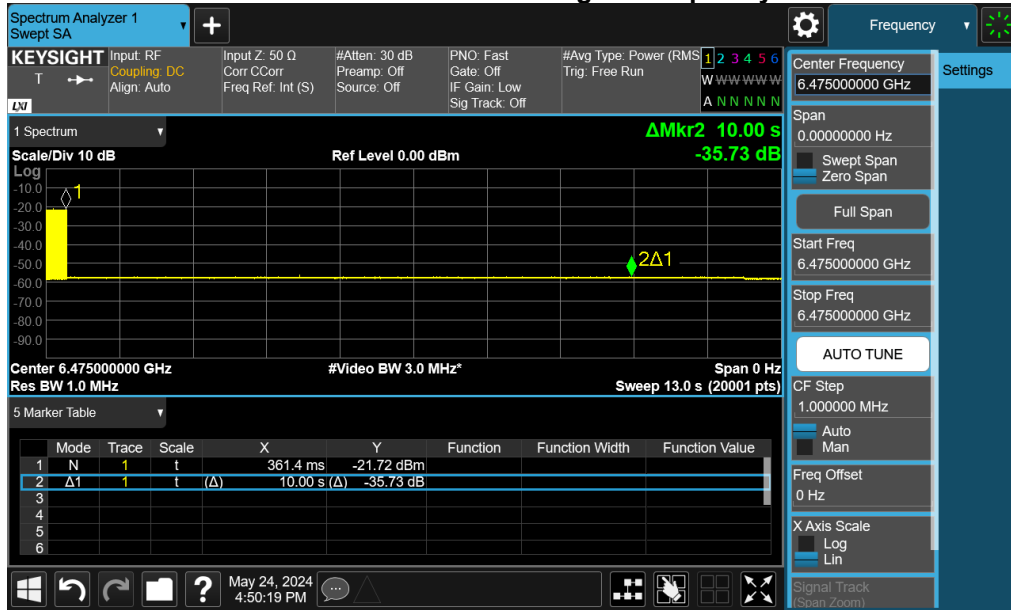 Spectrum Analyzer 1
Swept SA
+
Frequency
KEYSIGHT
T
LXI
Input: RF
Coupling: DC
Align: Auto
Input Z: 50 Ω
Corr CCorr
Freq Ref: Int (S)
#Atten: 30 dB
Preamp: Off
Source: Off
PNO: Fast
Gate: Off
IF Gain: Low
Sig Track: Off
#Avg Type: Power (RMS
Trig: Free Run
1 2 3 4 5 6
W W W W W W
A N N N N N
1 Spectrum
ΔMkr2 10.00 s
Scale/Div 10 dB Ref Level 0.00 dBm -35.73 dB
Log
-10.0
-20.0
-30.0
-40.0
-50.0
-60.0
-70.0
-80.0
-90.0
1
2Δ1
Center 6.475000000 GHz #Video BW 3.0 MHz* Span 0 Hz
Res BW 1.0 MHz Sweep 13.0 s (20001 pts)
5 Marker Table
Mode Trace Scale X Y Function Function Width Function Value
1 N 1 t 361.4 ms -21.72 dBm
2 Δ1 1 t (Δ) 10.00 s (Δ) -35.73 dB
3
4
5
6
?
May 24, 2024
4:50:19 PM
Center Frequency
6.475000000 GHz
Settings
Span
0.00000000 Hz
Swept Span
Zero Span
Full Span
Start Freq
6.475000000 GHz
Stop Freq
6.475000000 GHz
AUTO TUNE
CF Step
1.000000 MHz
Auto
Man
Freq Offset
0 Hz
X Axis Scale
Log
Lin
Signal Track
(Span Zoom)